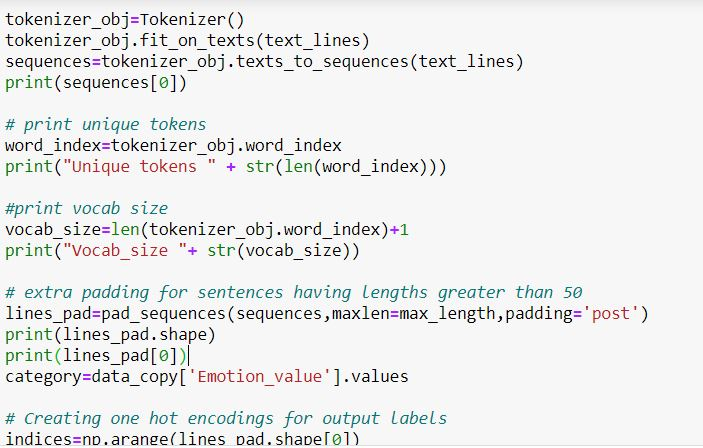 tokenizer_obj=Tokenizer()
tokenizer_obj.fit_on_texts(text_lines)
sequences=tokenizer_obj.texts_to_sequences(text_lines)
print(sequences[0])
# print unique tokens
word_index=tokenizer_obj.word_index
print("Unique tokens " + str(len(word_index)))
#print vocab size
vocab_size=len(tokenizer_obj.word_index)+1
print("Vocab_size "+ str(vocab_size))
# extra padding for sentences having lengths greater than 50
lines_pad=pad_sequences(sequences,maxlen=max_length,padding='post')
print(lines_pad.shape)
print(lines_pad[0])
category=data_copy['Emotion_value'].values
# Creating one hot encodings for output labels
indices=np.arange(lines_pad.shape[0])